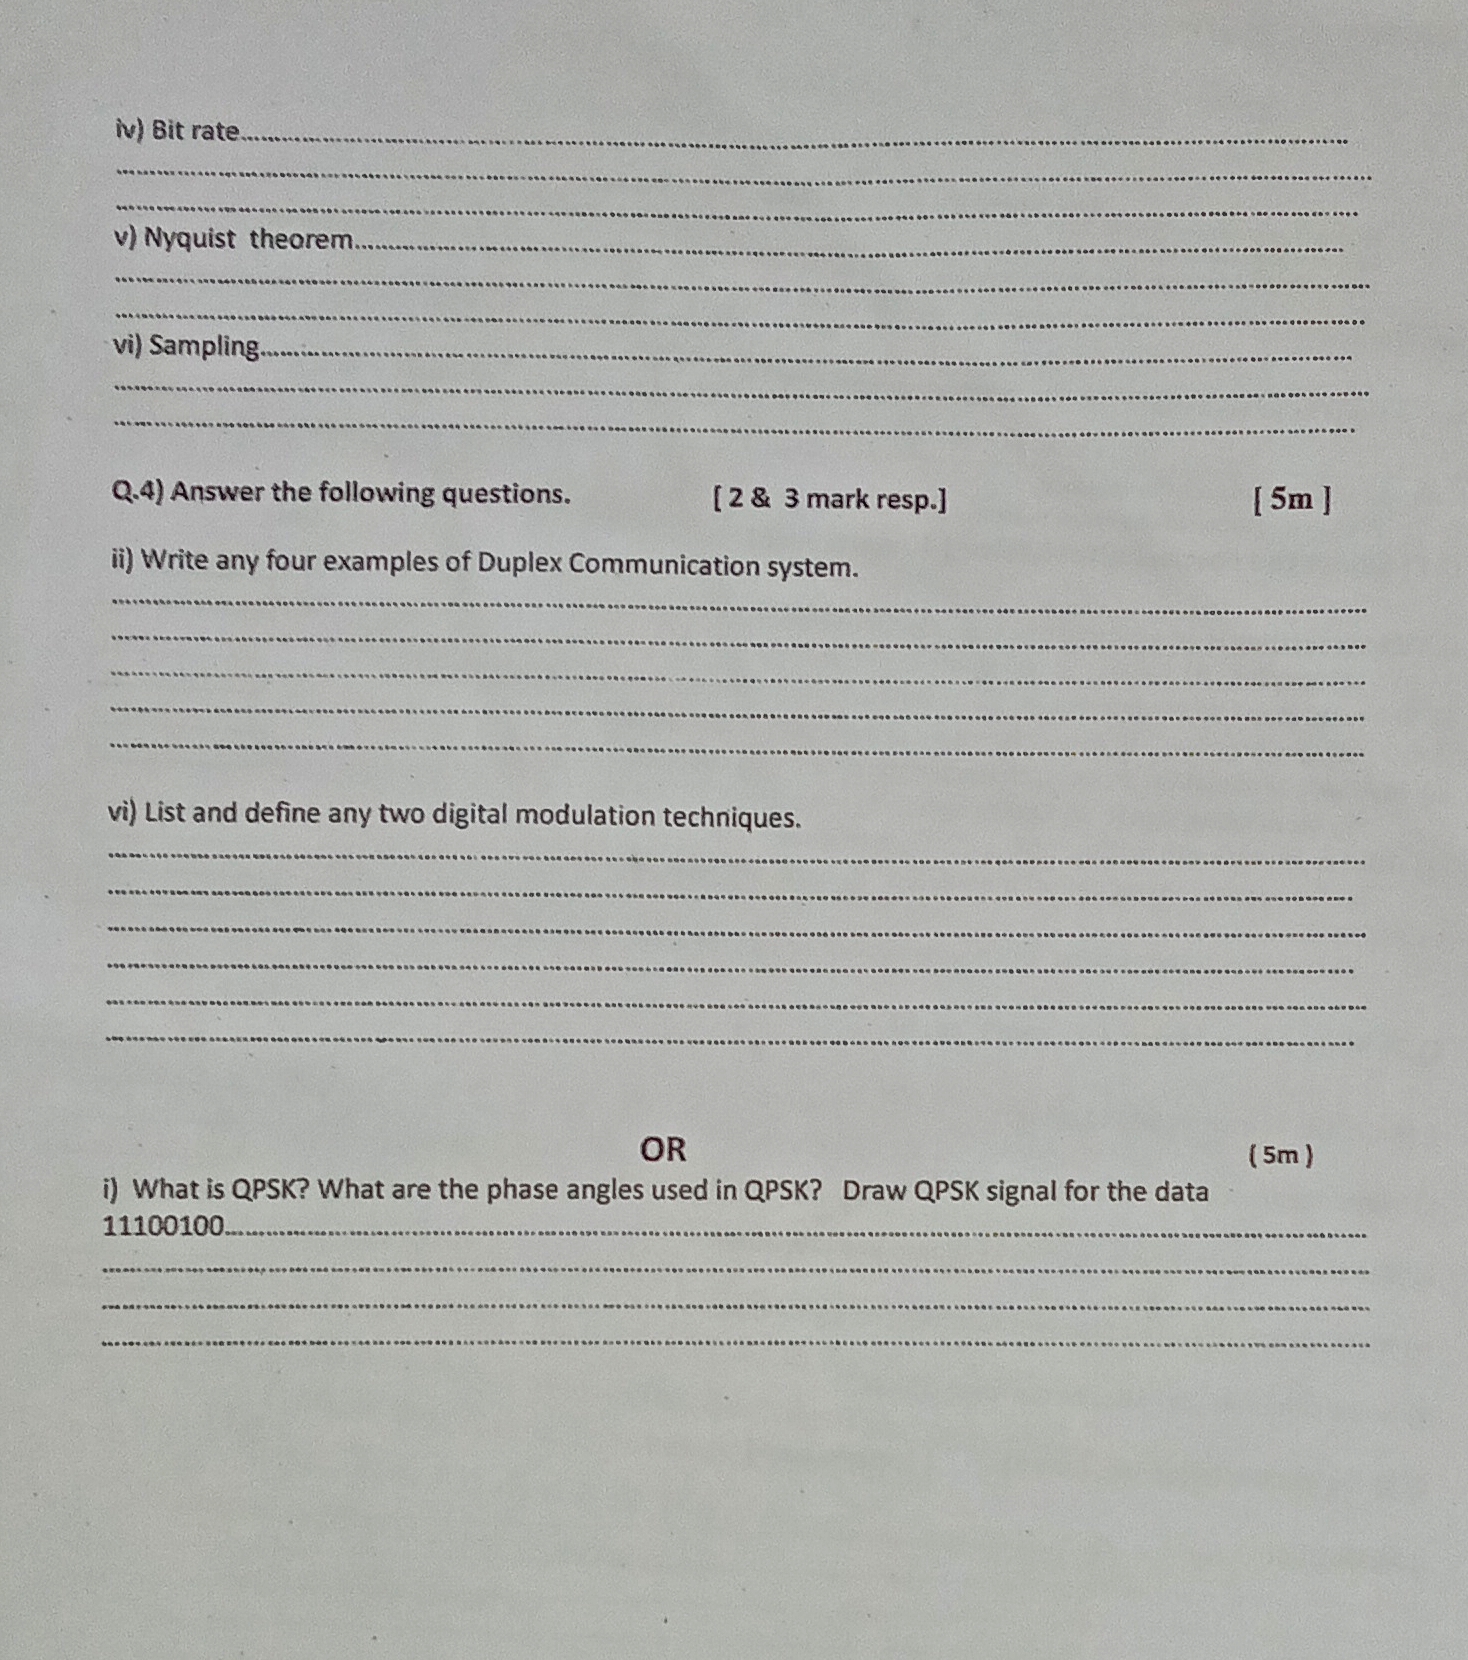 iv) Bit rate
v) Nyquist theorem
vi) Sampling
Q.4) Answer the following questions. [ 2 & 3 mark resp.] [ 5m ]
ii) Write any four examples of Duplex Communication system.
vi) List and define any two digital modulation techniques.
OR ( 5m )
i) What is QPSK? What are the phase angles used in QPSK? Draw QPSK signal for the data
11100100